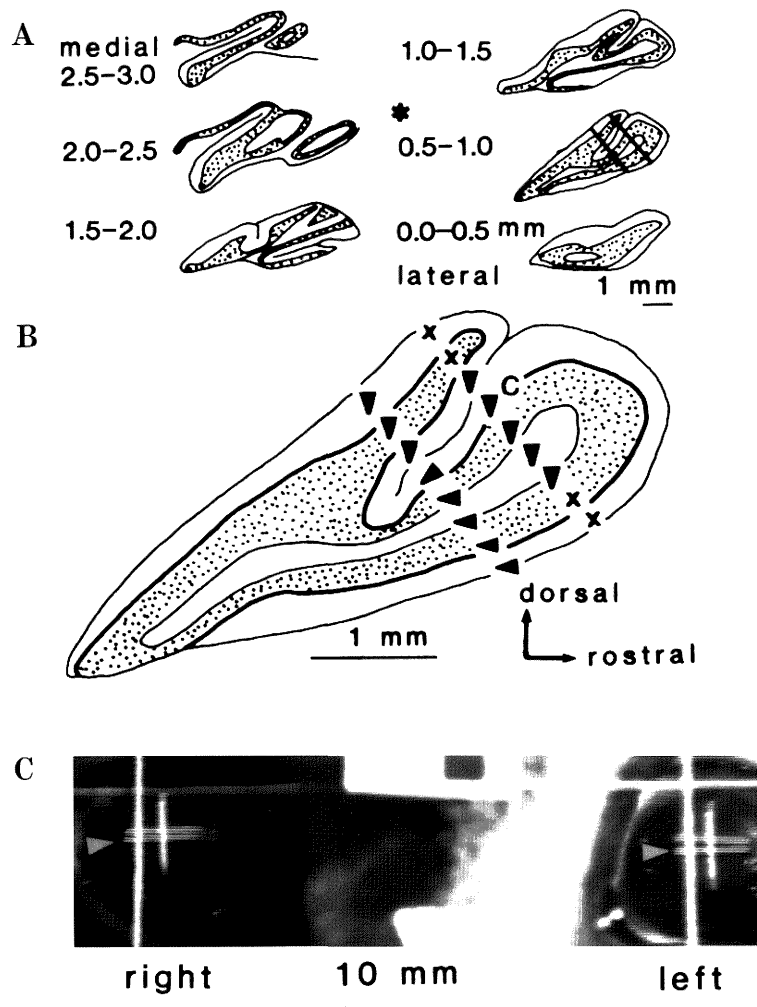 A
medial
2.5–3.0
1.0–1.5
*
2.0–2.5
0.5–1.0
1.5–2.0
0.0–0.5 mm
lateral
1 mm
B
x
x
C
x
x
dorsal
1 mm
rostral
C
right
10 mm
left